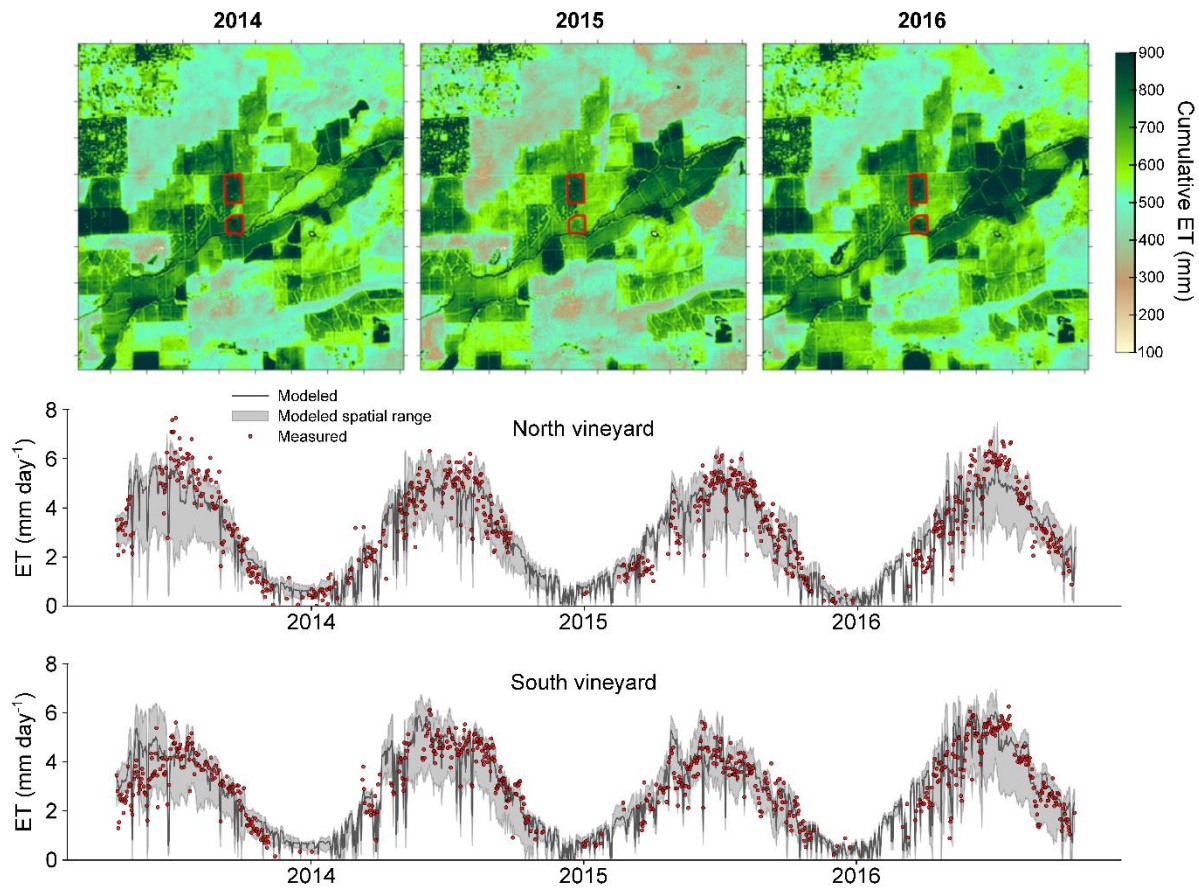 2014 2015 2016
900
800
700
600
500
400
300
200
100
Cumulative ET (mm)
Modeled
Modeled spatial range
Measured
North vineyard
ET (mm day⁻¹)
8
6
4
2
0
2014 2015 2016
South vineyard
ET (mm day⁻¹)
8
6
4
2
0
2014 2015 2016